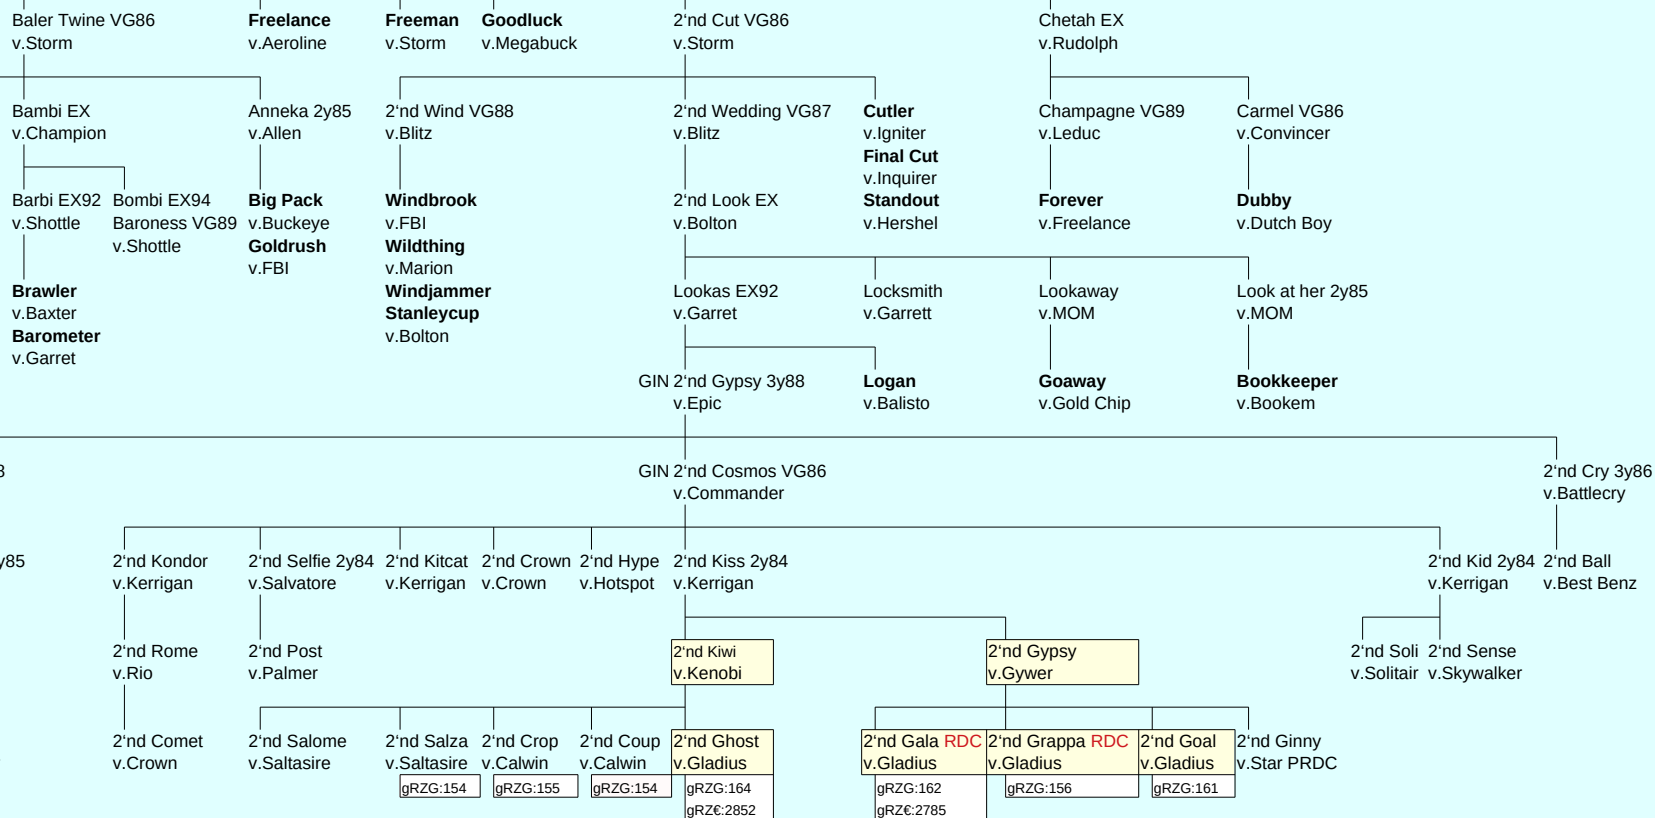 Baler Twine VG86
v.Storm
Freelance
v.Aeroline
Freeman
v.Storm
Goodluck
v.Megabuck
2'nd Cut VG86
v.Storm
Chetah EX
v.Rudolph
Bambi EX
v.Champion
Anneka 2y85
v.Allen
2‘nd Wind VG88
v.Blitz
2‘nd Wedding VG87
v.Blitz
Cutler
v.Igniter
Final Cut
v.Inquirer
Standout
v.Hershel
Champagne VG89
v.Leduc
Carmel VG86
v.Convincer
Barbi EX92
v.Shottle
Bombi EX94
Baroness VG89
v.Shottle
Big Pack
v.Buckeye
Goldrush
v.FBI
Windbrook
v.FBI
Wildthing
v.Marion
Windjammer
Stanleycup
v.Bolton
2‘nd Look EX
v.Bolton
Forever
v.Freelance
Dubby
v.Dutch Boy
Brawler
v.Baxter
Barometer
v.Garret
Lookas EX92
v.Garret
Locksmith
v.Garrett
Lookaway
v.MOM
Look at her 2y85
v.MOM
GIN 2‘nd Gypsy 3y88
v.Epic
Logan
v.Balisto
Goaway
v.Gold Chip
Bookkeeper
v.Bookem
GIN 2‘nd Cosmos VG86
v.Commander
2‘nd Cry 3y86
v.Battlecry
y85
2‘nd Kondor
v.Kerrigan
2‘nd Selfie 2y84
v.Salvatore
2‘nd Kitcat
v.Kerrigan
2‘nd Crown
v.Crown
2‘nd Hype
v.Hotspot
2‘nd Kiss 2y84
v.Kerrigan
2‘nd Kid 2y84
v.Kerrigan
2‘nd Ball
v.Best Benz
2‘nd Rome
v.Rio
2‘nd Post
v.Palmer
2'nd Kiwi
v.Kenobi
2'nd Gypsy
v.Gywer
2'nd Soli
v.Solitair
2'nd Sense
v.Skywalker
2'nd Comet
v.Crown
2'nd Salome
v.Saltasire
2'nd Salza
v.Saltasire
gRZG:154
2'nd Crop
v.Calwin
gRZG:155
2'nd Coup
v.Calwin
gRZG:154
2'nd Ghost
v.Gladius
gRZG:164
gRZ€:2852
2'nd Gala RDC
v.Gladius
gRZG:162
gRZ€:2785
2'nd Grappa RDC
v.Gladius
gRZG:156
2'nd Goal
v.Gladius
gRZG:161
2'nd Ginny
v.Star PRDC